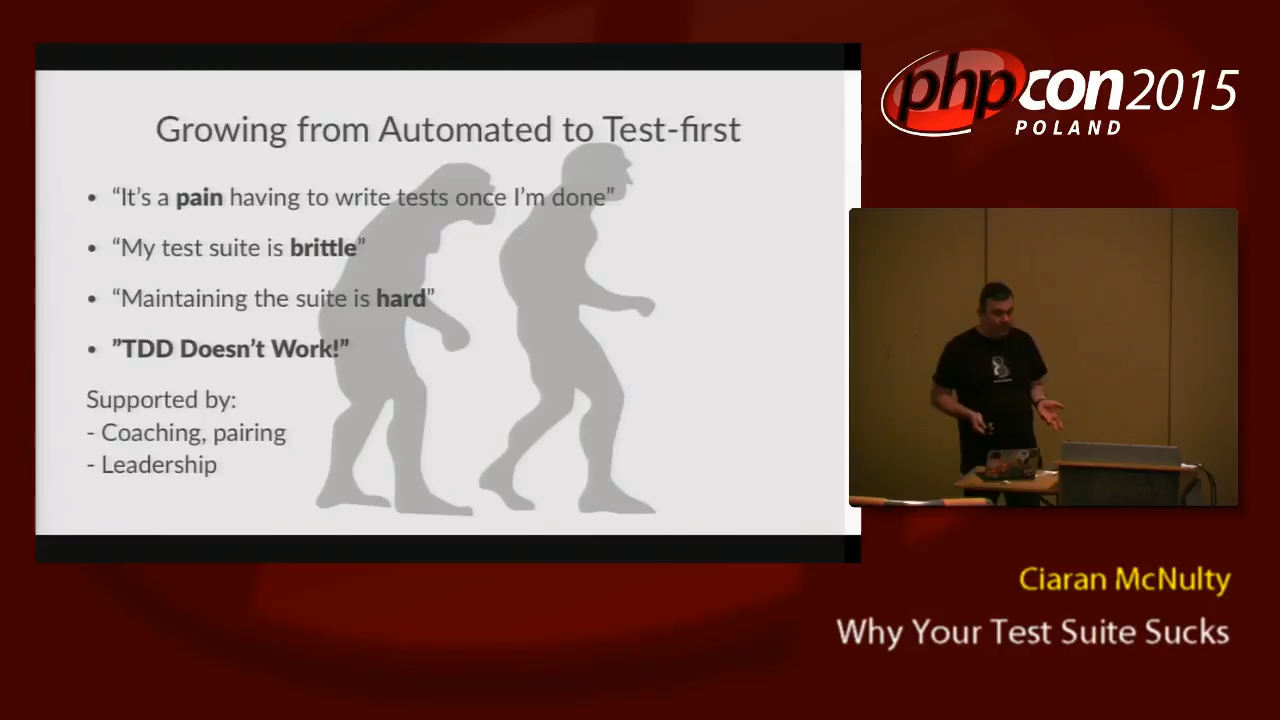 Growing from Automated to Test-first
• “It’s a pain having to write tests once I’m done”
• “My test suite is brittle”
• “Maintaining the suite is hard”
• ”TDD Doesn’t Work!”
Supported by:
- Coaching, pairing
- Leadership
phpcon2015
POLAND
Ciaran McNulty
Why Your Test Suite Sucks